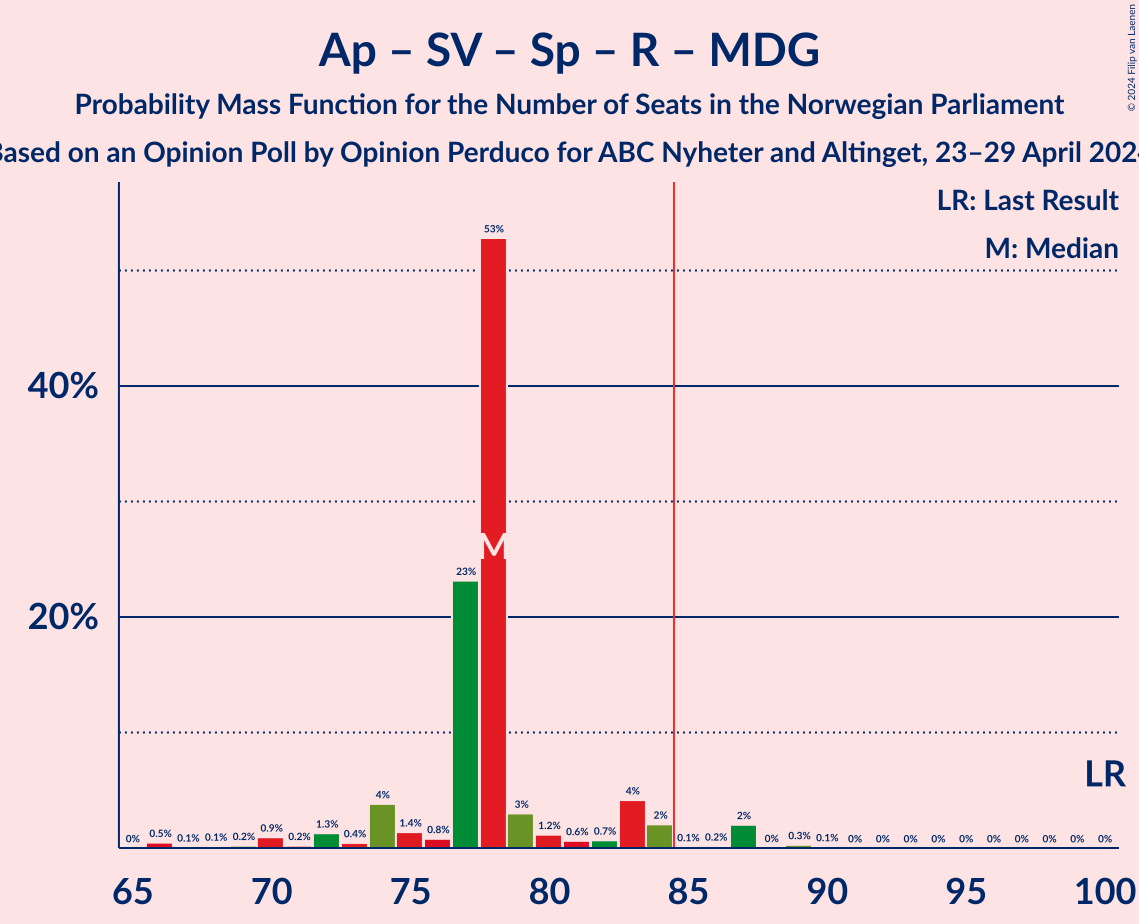 Ap – SV – Sp – R – MDG
Probability Mass Function for the Number of Seats in the Norwegian Parliament
Based on an Opinion Poll by Opinion Perduco for ABC Nyheter and Altinget, 23–29 April 2024
© 2024 Filip van Laenen
LR: Last Result
M: Median
40%
20%
0% 0.5% 0.1% 0.1% 0.2% 0.9% 0.2% 1.3% 0.4% 4% 1.4% 0.8% 23% 53% 3% 1.2% 0.6% 0.7% 4% 2% 0.1% 0.2% 2% 0% 0.3% 0.1% 0% 0% 0% 0% 0% 0% 0% 0% 0% 0%
M
LR
65 70 75 80 85 90 95 100